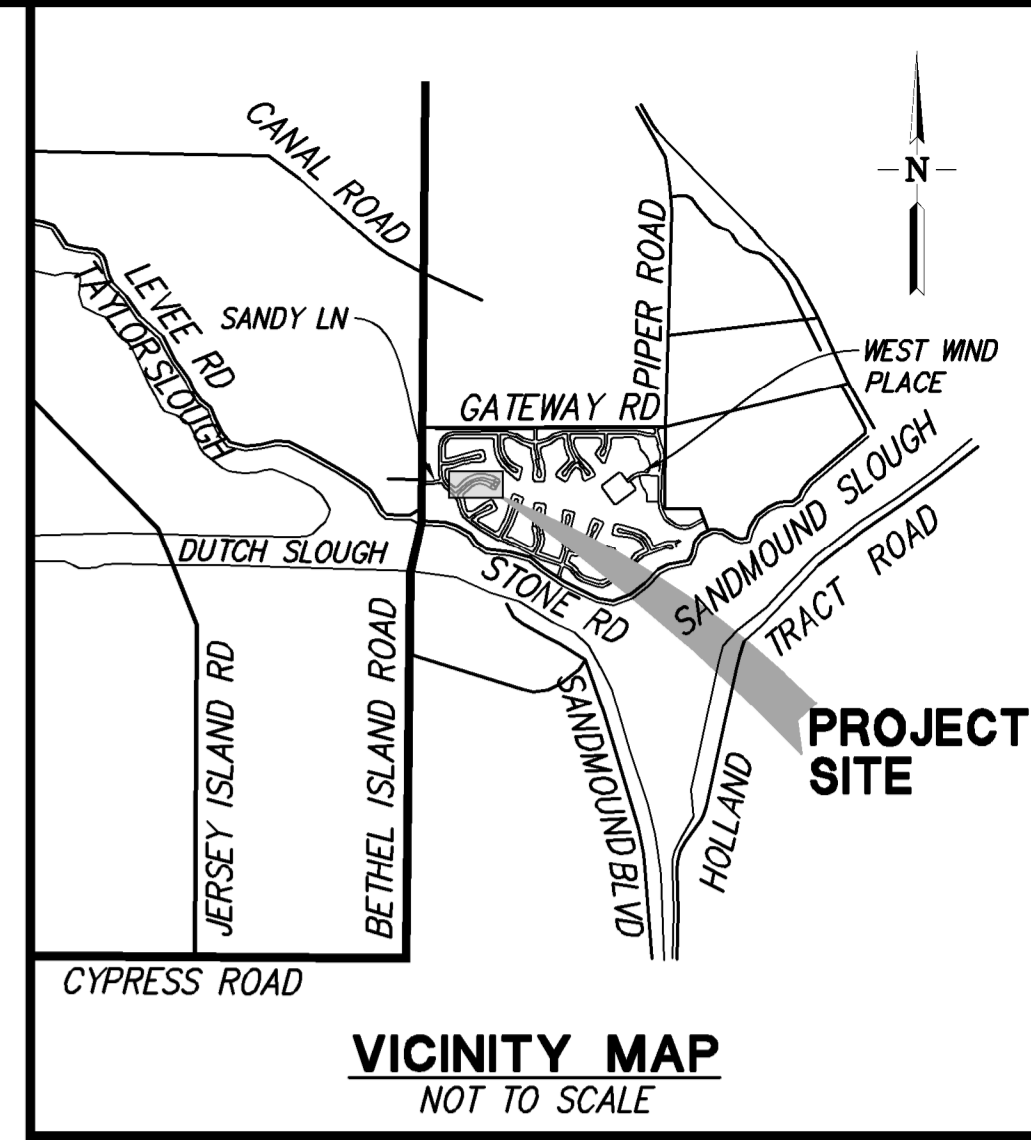 CANAL ROAD
N
LEVEE RD
TAYLOR SLOUGH
SANDY LN
PIPER ROAD
WEST WIND
PLACE
GATEWAY RD
DUTCH SLOUGH
STONE RD
SANDMOUND SLOUGH
TRACT ROAD
JERSEY ISLAND RD
BETHEL ISLAND ROAD
SANDMOUND BLVD
HOLLAND
PROJECT
SITE
CYPRESS ROAD
VICINITY MAP
NOT TO SCALE